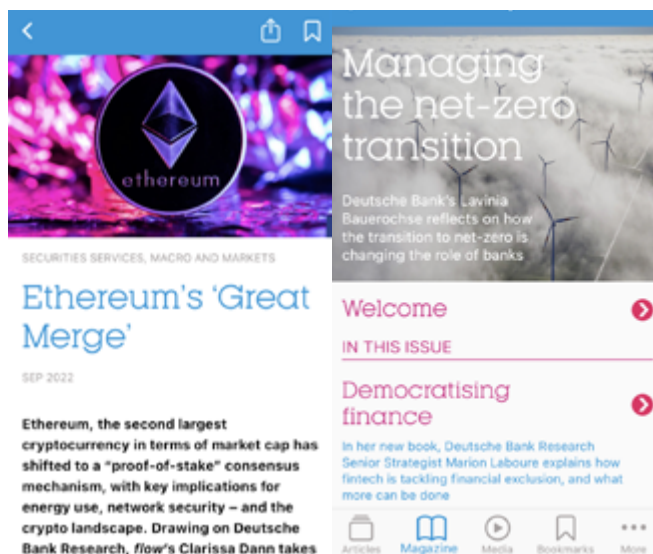 ethereum
SECURITIES SERVICES, MACRO AND MARKETS
Ethereum's 'Great
Merge'
SEP 2022
Ethereum, the second largest
cryptocurrency in terms of market cap has
shifted to a "proof-of-stake" consensus
mechanism, with key implications for
energy use, network security – and the
crypto landscape. Drawing on Deutsche
Bank Research, flow's Clarissa Dann takes
Managing
the net-zero
transition
Deutsche Bank's Lavinia
Bauerochse reflects on how
the transition to net-zero is
changing the role of banks
Welcome
IN THIS ISSUE
Democratising
finance
In her new book, Deutsche Bank Research
Senior Strategist Marion Laboure explains how
fintech is tackling financial exclusion, and what
more can be done
Articles Magazine Media Bookmarks More